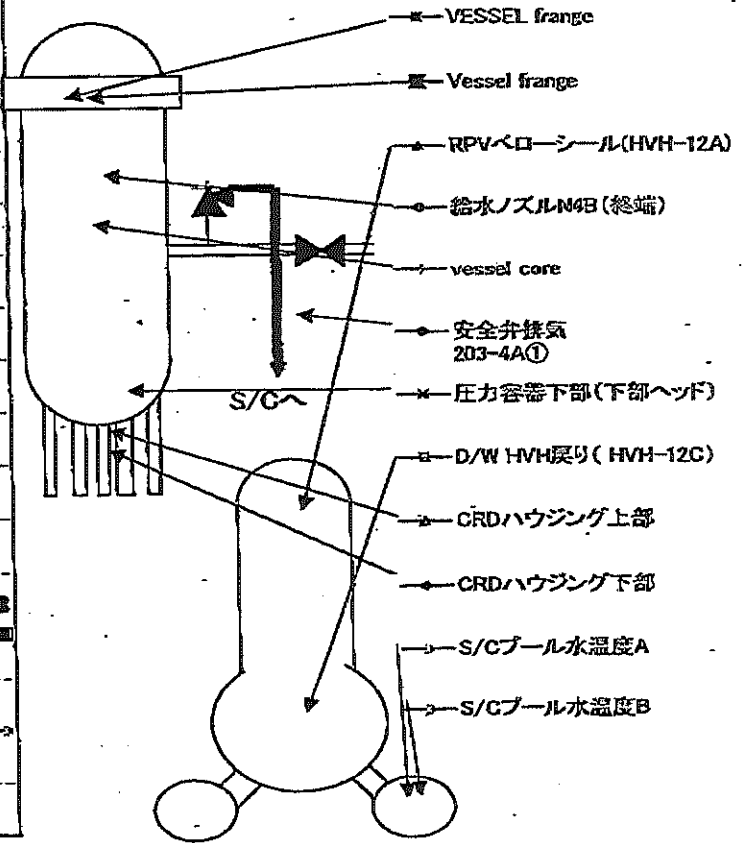 VESSEL frange
Vessel frange
RPVベローシール(HVH-12A)
給水ノズルN4B(終端)
vessel core
安全弁排気
203-4A①
S/Cへ
圧力容器下部(下部ヘッド)
D/W HVH戻り( HVH-12C)
CRDハウジング上部
CRDハウジング下部
S/Cプール水温度A
S/Cプール水温度B